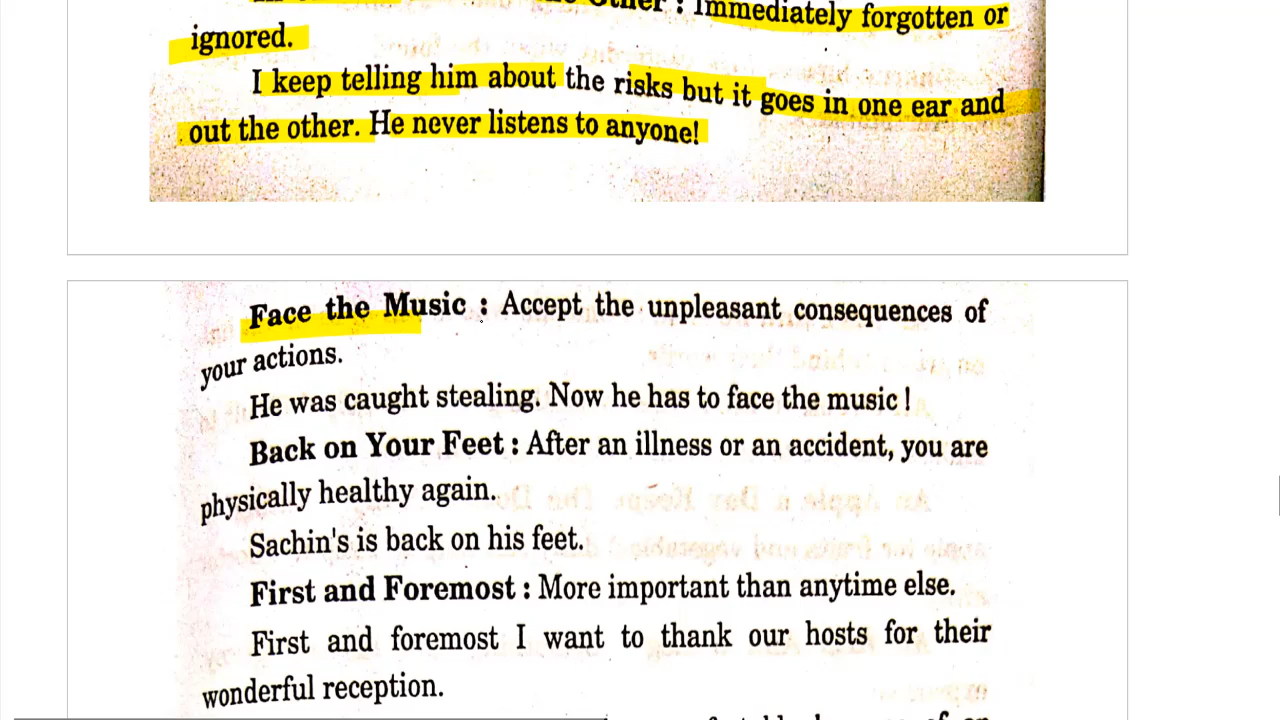 Other : Immediately forgotten or
ignored.
I keep telling him about the risks but it goes in one ear and
out the other. He never listens to anyone!
Face the Music : Accept the unpleasant consequences of
your actions.
He was caught stealing. Now he has to face the music !
Back on Your Feet : After an illness or an accident, you are
physically healthy again.
Sachin's is back on his feet.
First and Foremost : More important than anytime else.
First and foremost I want to thank our hosts for their
wonderful reception.